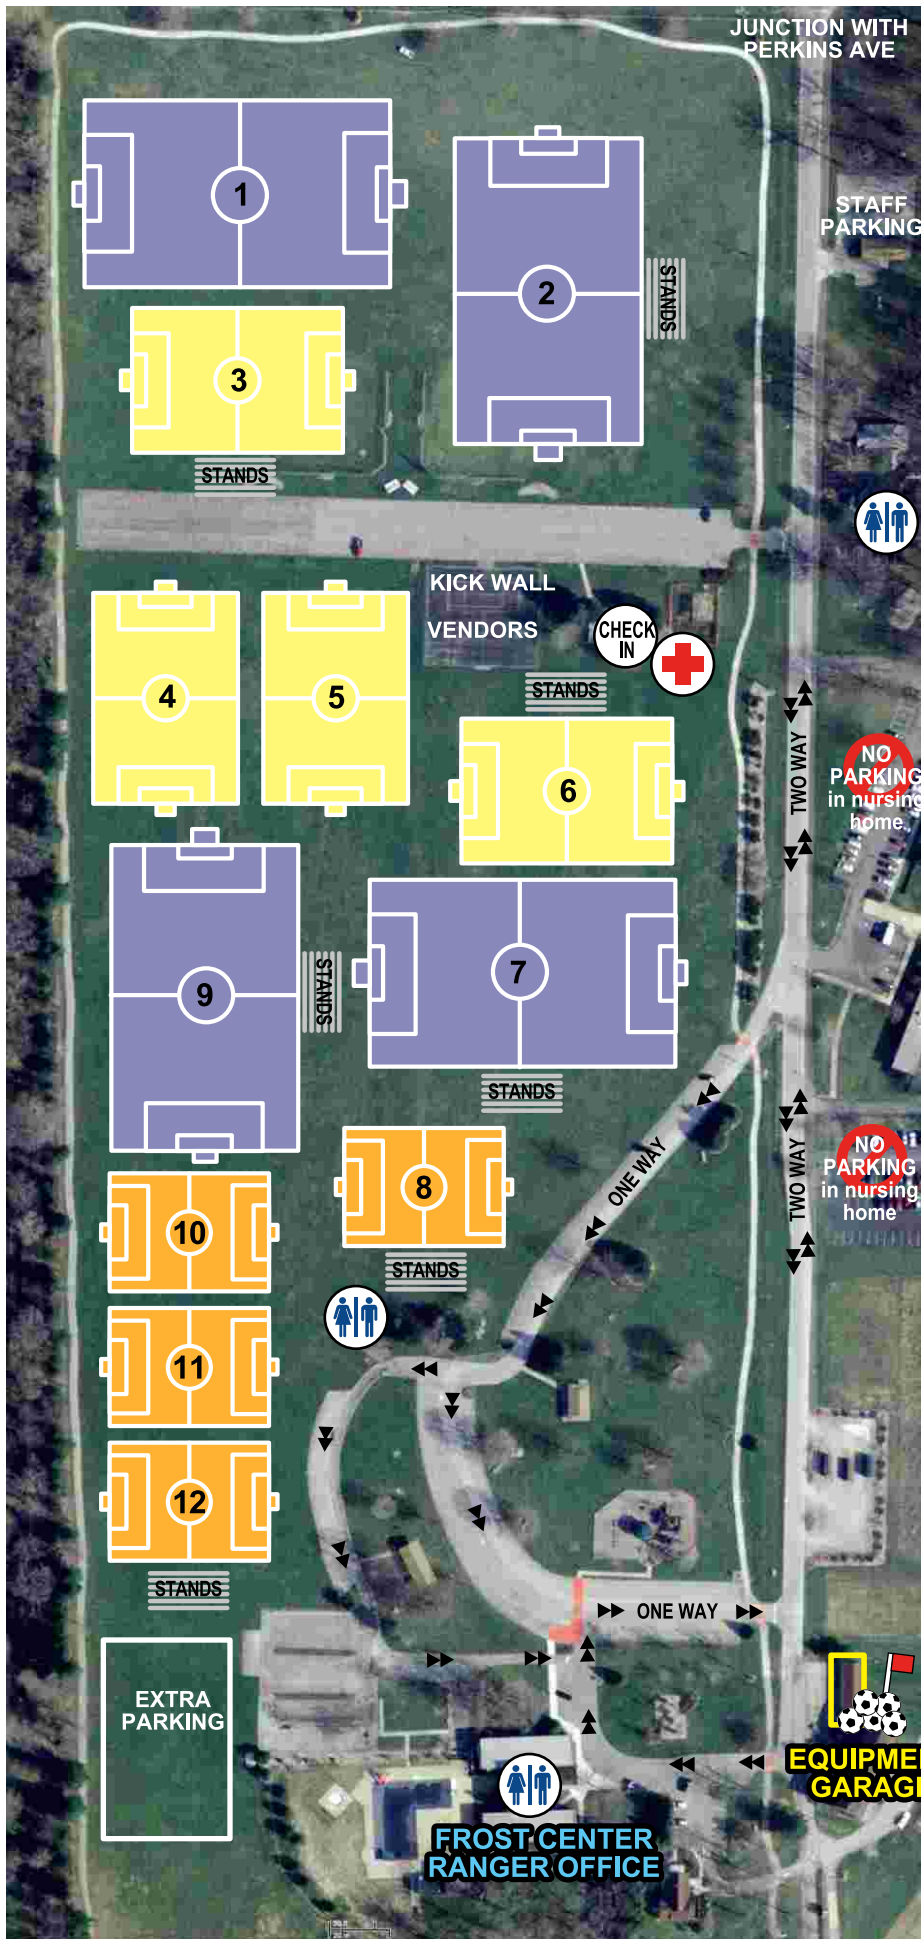 JUNCTION WITH
PERKINS AVE
1
STAFF
PARKING
2
STANDS
3
STANDS
KICK WALL
VENDORS
CHECK
IN
4
5
STANDS
6
TWO WAY
NO
PARKING
in nursing
home
9
STANDS
7
STANDS
8
STANDS
ONE WAY
TWO WAY
NO
PARKING
in nursing
home
10
11
12
STANDS
ONE WAY
EXTRA
PARKING
EQUIPME
GARAGE
FROST CENTER
RANGER OFFICE